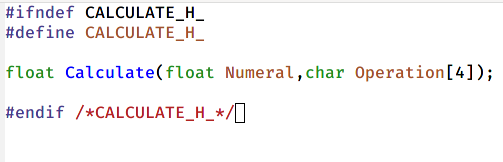 #ifndef CALCULATE_H_
#define CALCULATE_H_
float Calculate(float Numeral,char Operation[4]);
#endif /*CALCULATE_H_*/